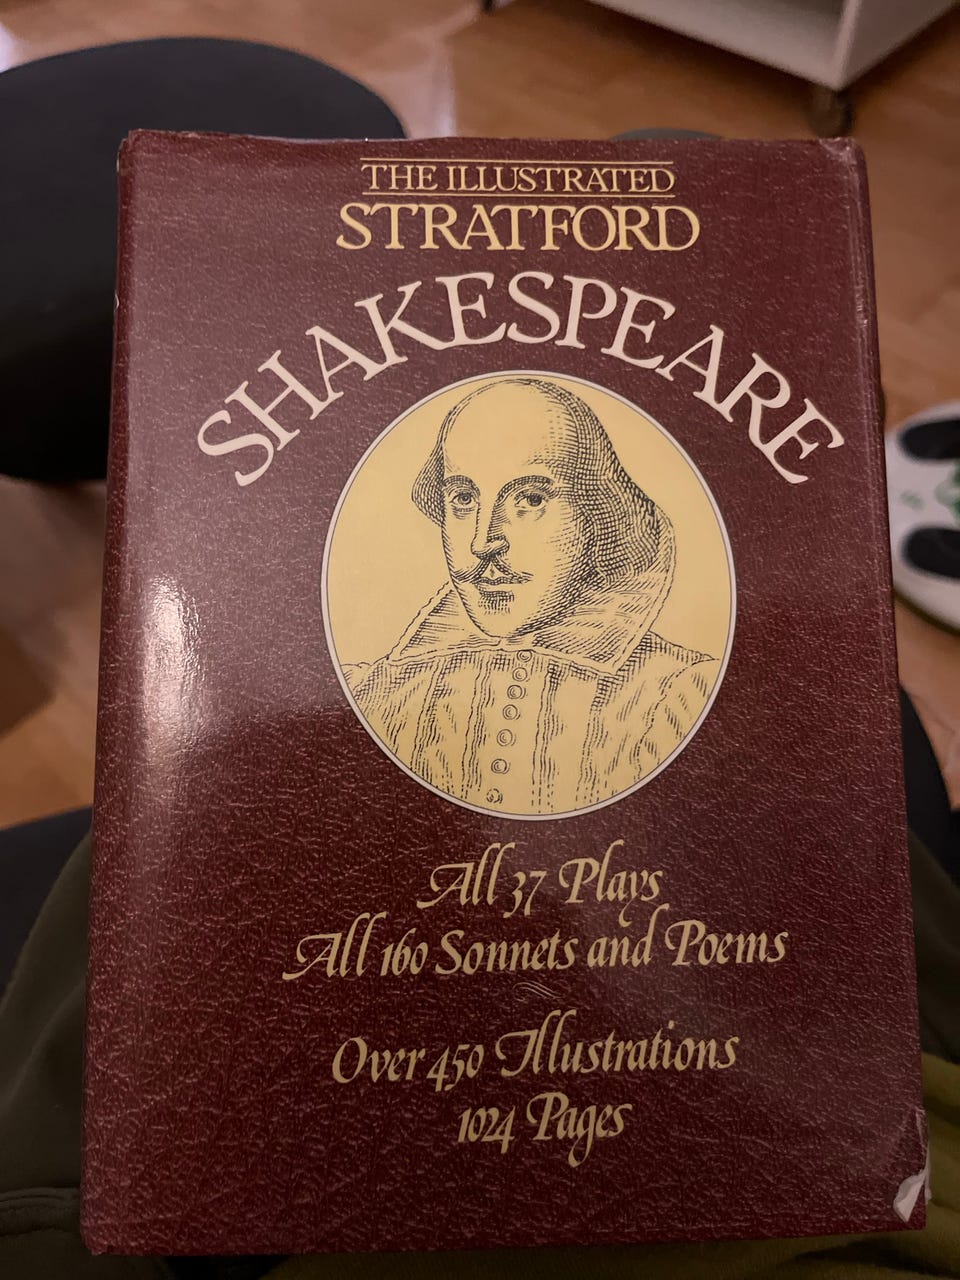 THE ILLUSTRATED
STRATFORD
SHAKESPEARE
All 37 Plays
All 160 Sonnets and Poems
Over 450 Illustrations
1024 Pages